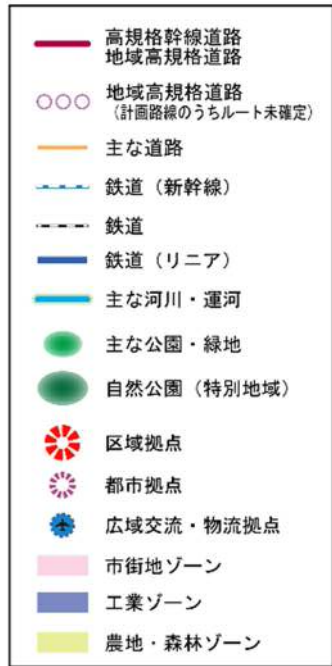 高規格幹線道路
地域高規格道路
地域高規格道路
(計画路線のうちルート未確定)
主な道路
鉄道（新幹線）
鉄道
鉄道（リニア）
主な河川・運河
主な公園・緑地
自然公園（特別地域）
区域拠点
都市拠点
広域交流・物流拠点
市街地ゾーン
工業ゾーン
農地・森林ゾーン